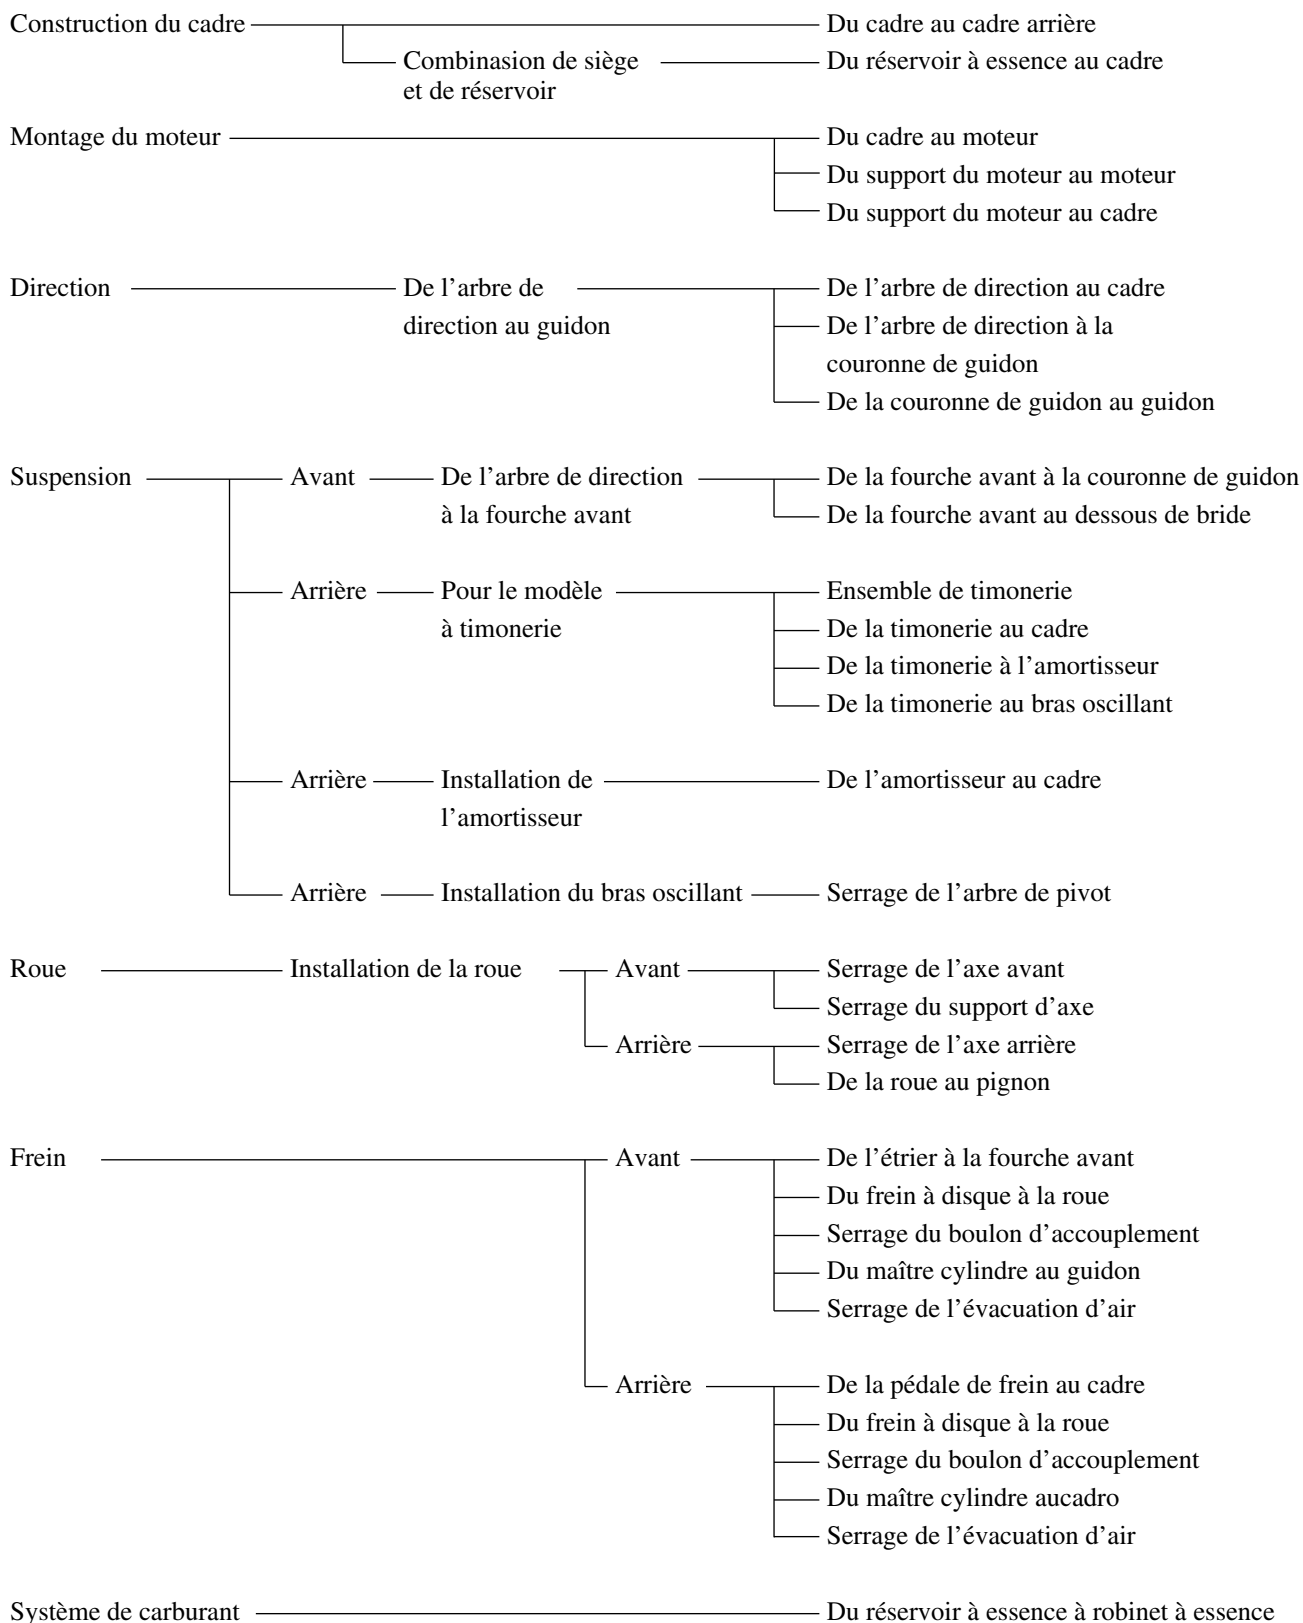 Construction du cadre
Du cadre au cadre arrière
Combinasion de siège
et de réservoir
Du réservoir à essence au cadre
Montage du moteur
Du cadre au moteur
Du support du moteur au moteur
Du support du moteur au cadre
Direction
De l'arbre de
direction au guidon
De l'arbre de direction au cadre
De l'arbre de direction à la
couronne de guidon
De la couronne de guidon au guidon
Suspension
Avant
De l'arbre de direction
à la fourche avant
De la fourche avant à la couronne de guidon
De la fourche avant au dessous de bride
Arrière
Pour le modèle
à timonerie
Ensemble de timonerie
De la timonerie au cadre
De la timonerie à l'amortisseur
De la timonerie au bras oscillant
Arrière
Installation de
l'amortisseur
De l'amortisseur au cadre
Arrière
Installation du bras oscillant
Serrage de l'arbre de pivot
Roue
Installation de la roue
Avant
Serrage de l'axe avant
Serrage du support d'axe
Arrière
Serrage de l'axe arrière
De la roue au pignon
Frein
Avant
De l'étrier à la fourche avant
Du frein à disque à la roue
Serrage du boulon d'accouplement
Du maître cylindre au guidon
Serrage de l'évacuation d'air
Arrière
De la pédale de frein au cadre
Du frein à disque à la roue
Serrage du boulon d'accouplement
Du maître cylindre aucadro
Serrage de l'évacuation d'air
Système de carburant
Du réservoir à essence à robinet à essence